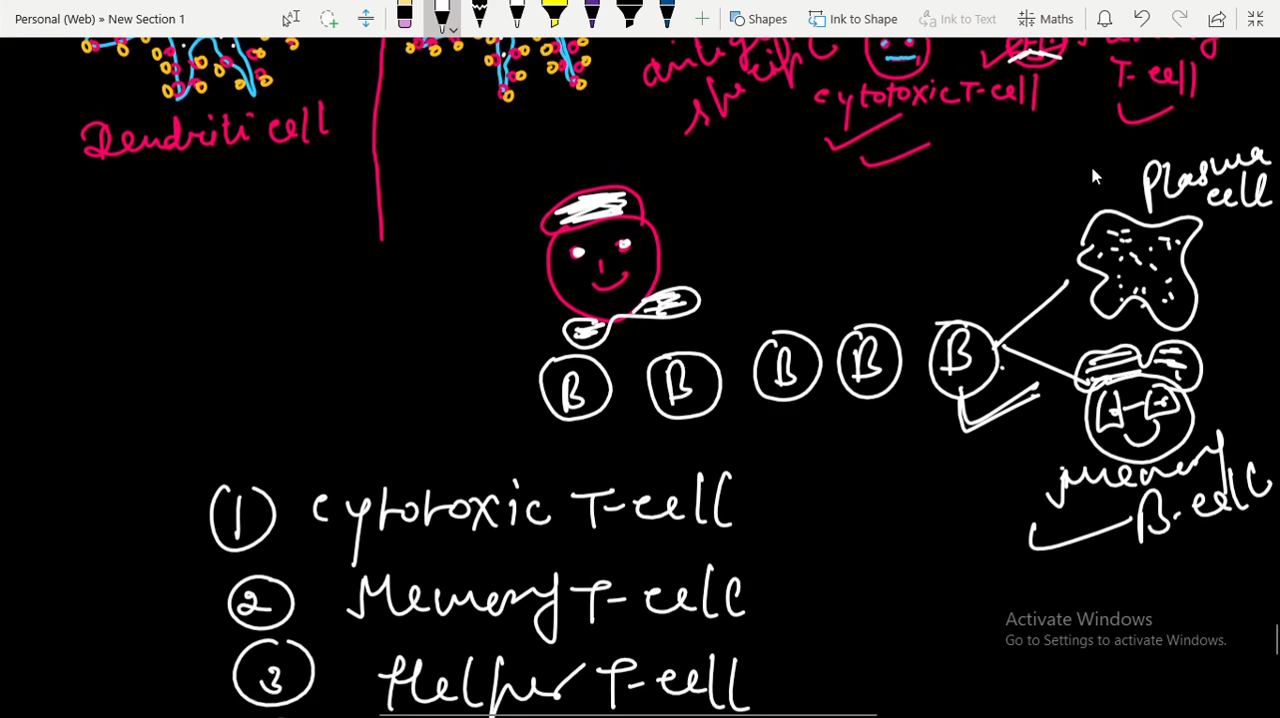 Personal (Web) » New Section 1
Shapes
Ink to Shape
Ink to Text
Maths
specific
cytotoxic T-cell
T-cell
Dendriti cell
Plasma
cell
B B B B B
Memory
B-cell
1 Cytotoxic T-cell
2 Memory T-cell
3 Helper T-cell
Activate Windows
Go to Settings to activate Windows.